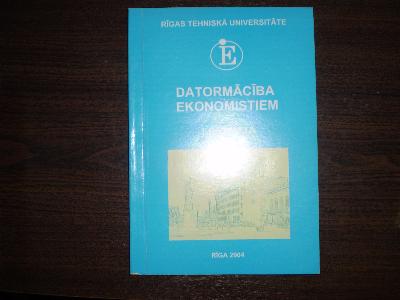 RĪGAS TEHNISKĀ UNIVERSITĀTE
E
DATORMĀCĪBA
EKONOMISTIEM
RĪGA 2004